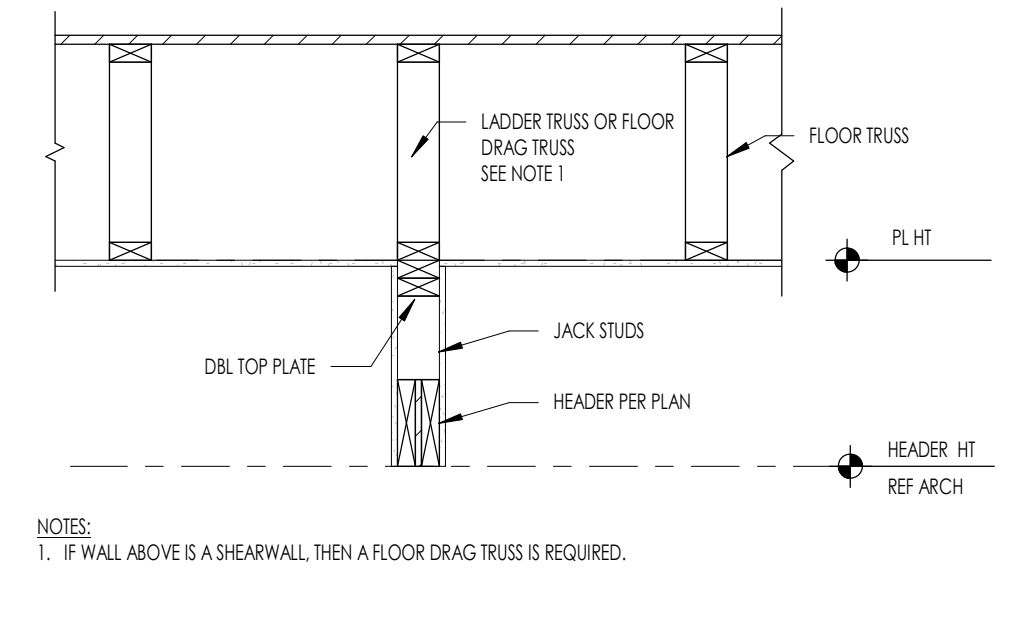 LADDER TRUSS OR FLOOR
DRAG TRUSS
SEE NOTE 1
FLOOR TRUSS
PL HT
JACK STUDS
DBL TOP PLATE
HEADER PER PLAN
HEADER HT
REF ARCH
NOTES:
1. IF WALL ABOVE IS A SHEARWALL, THEN A FLOOR DRAG TRUSS IS REQUIRED.